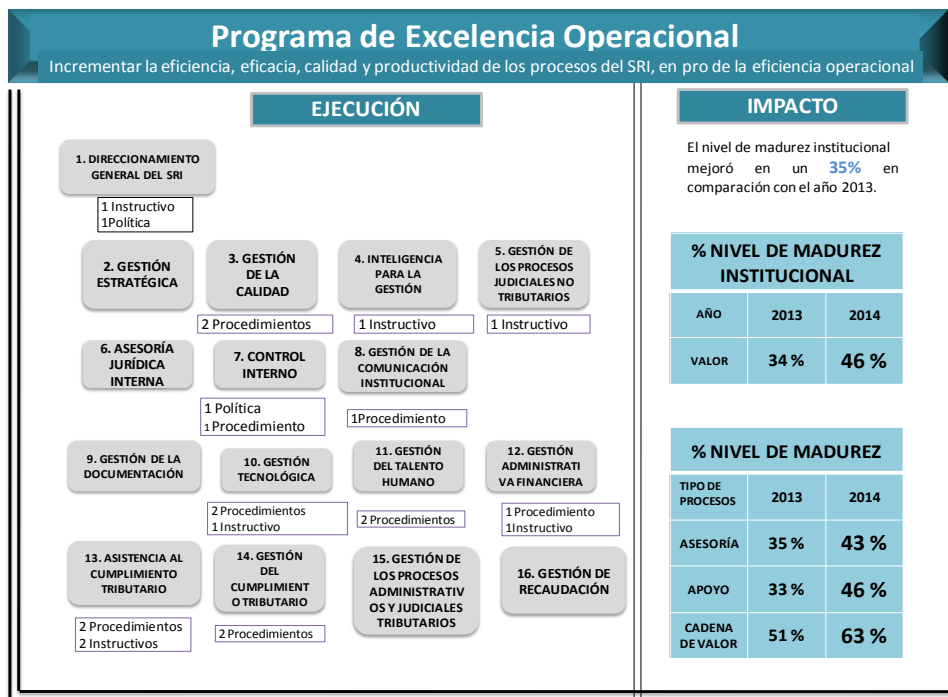 Programa de Excelencia Operacional
Incrementar la eficiencia, eficacia, calidad y productividad de los procesos del SRI, en pro de la eficiencia operacional
EJECUCIÓN
1. DIRECCIONAMIENTO
GENERAL DEL SRI
1 Instructivo
1Política
2. GESTIÓN
ESTRATÉGICA
3. GESTIÓN
DE LA
CALIDAD
2 Procedimientos
4. INTELIGENCIA
PARA LA
GESTIÓN
1 Instructivo
5. GESTIÓN DE
LOS PROCESOS
JUDICIALES NO
TRIBUTARIOS
1 Instructivo
6. ASESORÍA
JURÍDICA
INTERNA
7. CONTROL
INTERNO
1 Política
1 Procedimiento
8. GESTIÓN DE LA
COMUNICACIÓN
INSTITUCIONAL
1Procedimiento
9. GESTIÓN DE LA
DOCUMENTACIÓN
10. GESTIÓN
TECNOLÓGICA
2 Procedimientos
1 Instructivo
11. GESTIÓN
DEL TALENTO
HUMANO
2 Procedimientos
12. GESTIÓN
ADMINISTRATI
VA FINANCIERA
1 Procedimiento
1Instructivo
13. ASISTENCIA AL
CUMPLIMIENTO
TRIBUTARIO
2 Procedimientos
2 Instructivos
14. GESTIÓN
DEL
CUMPLIMIENT
O TRIBUTARIO
2 Procedimientos
15. GESTIÓN DE
LOS PROCESOS
ADMINISTRATIV
OS Y JUDICIALES
TRIBUTARIOS
16. GESTIÓN DE
RECAUDACIÓN
IMPACTO
El nivel de madurez institucional
mejoró en un 35% en
comparación con el año 2013.
% NIVEL DE MADUREZ
INSTITUCIONAL
AÑO 2013 2014
VALOR 34 % 46 %
% NIVEL DE MADUREZ
TIPO DE
PROCESOS 2013 2014
ASESORÍA 35 % 43 %
APOYO 33 % 46 %
CADENA
DE VALOR 51 % 63 %